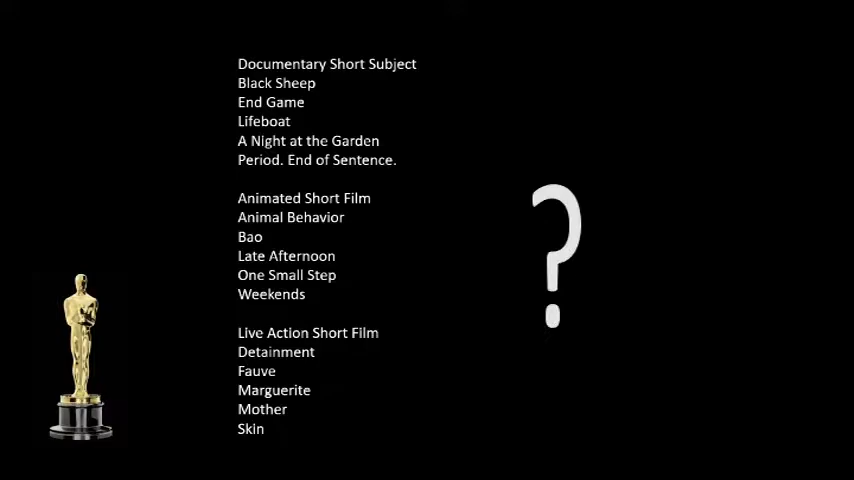 Documentary Short Subject
Black Sheep
End Game
Lifeboat
A Night at the Garden
Period. End of Sentence.
Animated Short Film
Animal Behavior
Bao
Late Afternoon
One Small Step
Weekends
Live Action Short Film
Detainment
Fauve
Marguerite
Mother
Skin
?